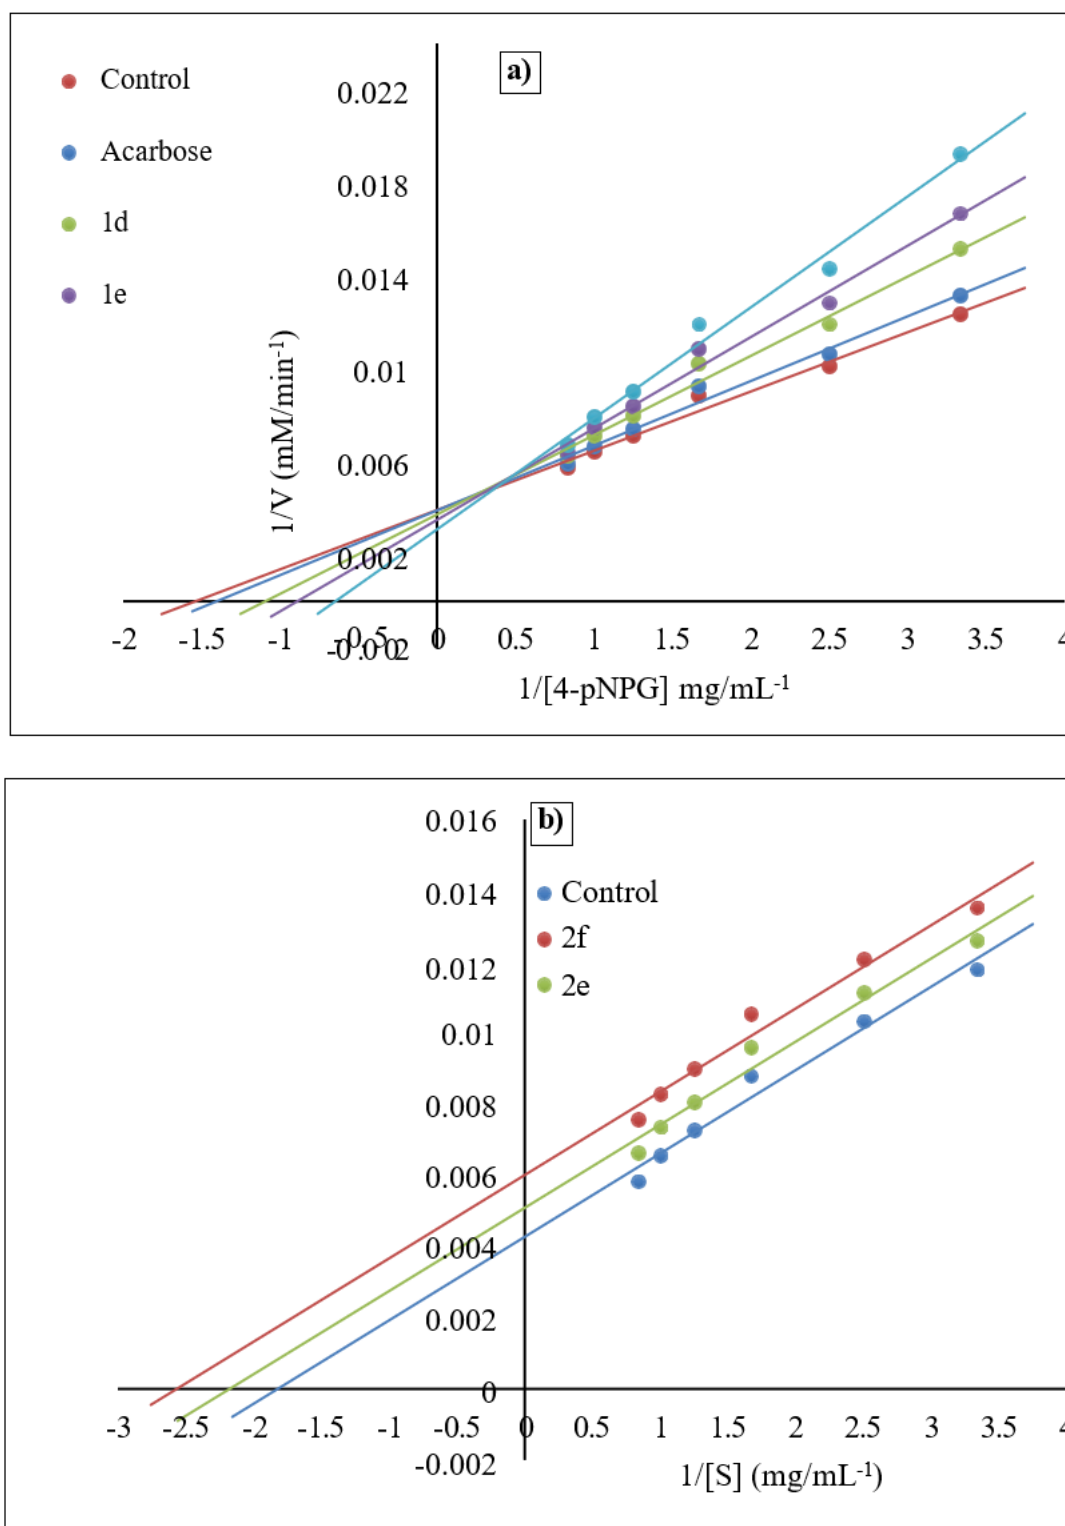 a)
Control
Acarbose
1d
1e
0.022
0.018
0.014
0.01
0.006
0.002
-0.002
1/V (mM/min⁻¹)
-2 -1.5 -1 -0.5 0 0.5 1 1.5 2 2.5 3 3.5 4
1/[4-pNPG] mg/mL⁻¹
b)
Control
2f
2e
0.016
0.014
0.012
0.01
0.008
0.006
0.004
0.002
0
-0.002
-3 -2.5 -2 -1.5 -1 -0.5 0 0.5 1 1.5 2 2.5 3 3.5 4
1/[S] (mg/mL⁻¹)